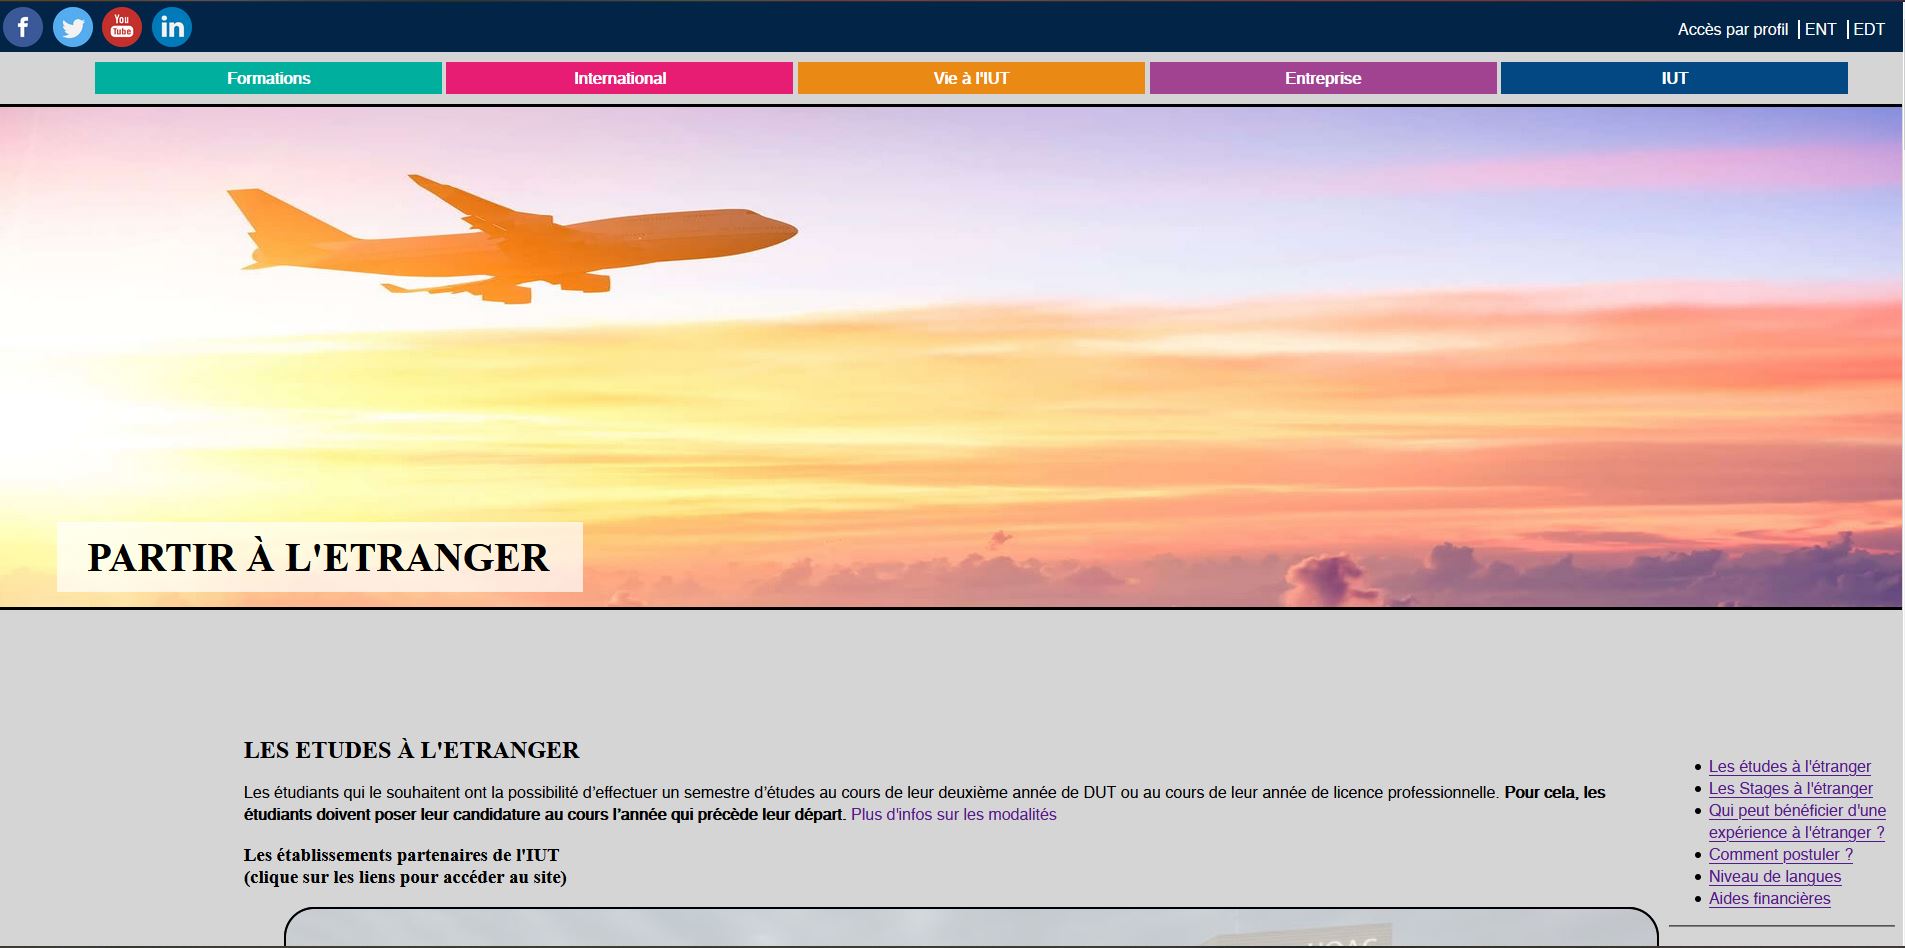 f
You
Tube
in
Accès par profil | ENT | EDT
Formations
International
Vie à l'IUT
Entreprise
IUT
PARTIR À L'ETRANGER
LES ETUDES À L'ETRANGER
Les étudiants qui le souhaitent ont la possibilité d’effectuer un semestre d’études au cours de leur deuxième année de DUT ou au cours de leur année de licence professionnelle. Pour cela, les
étudiants doivent poser leur candidature au cours l’année qui précède leur départ. Plus d'infos sur les modalités
Les établissements partenaires de l'IUT
(clique sur les liens pour accéder au site)
Les études à l'étranger
Les Stages à l'étranger
Qui peut bénéficier d'une
expérience à l'étranger ?
Comment postuler ?
Niveau de langues
Aides financières